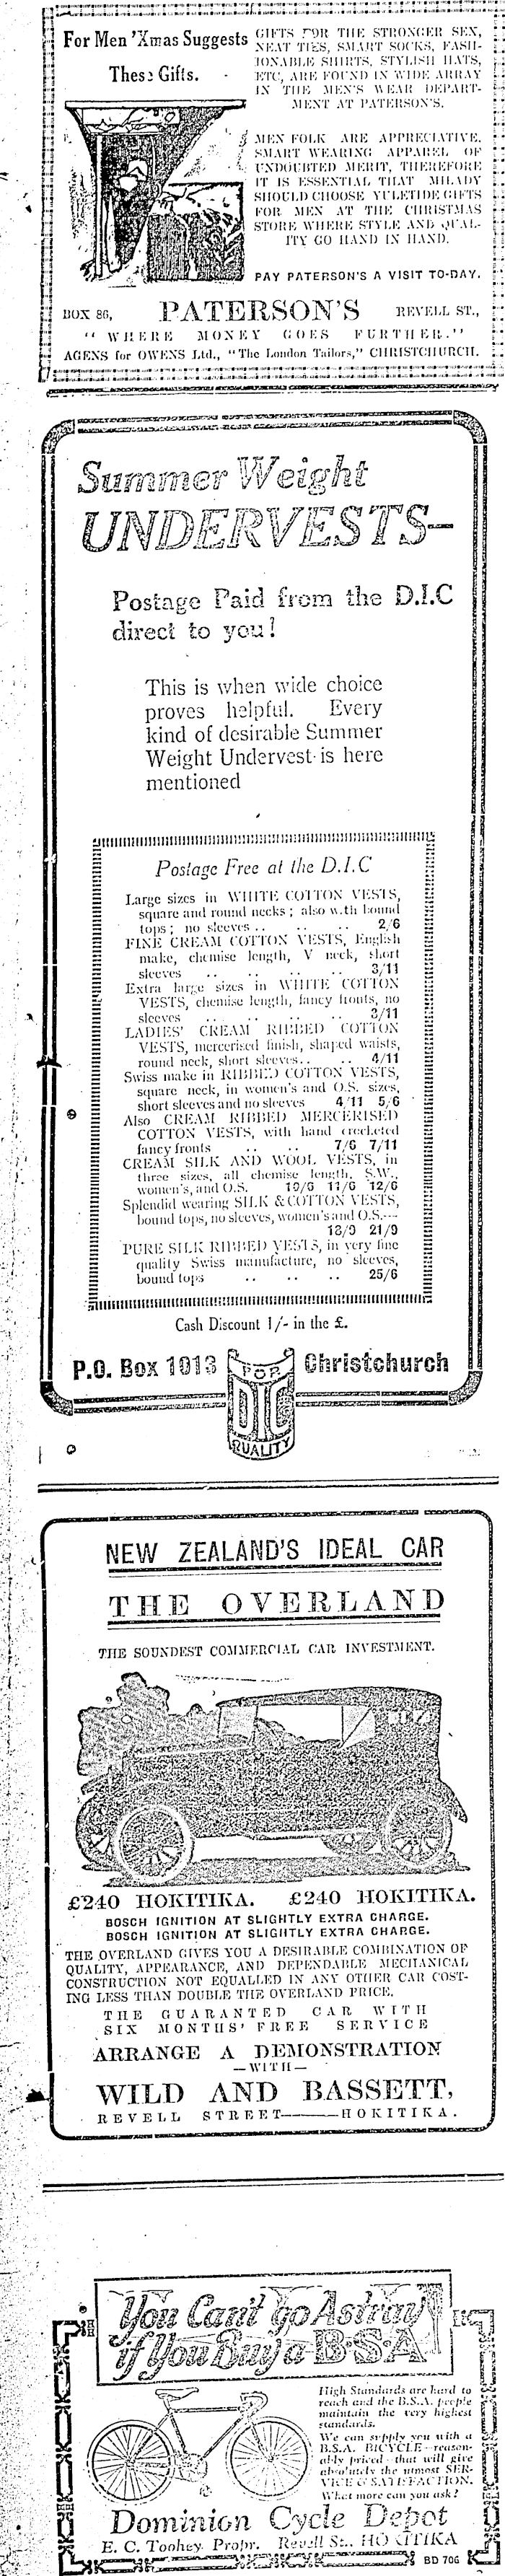 For Men 'Xmas Suggests
These Gifts.
GIFTS FOR THE STRONGER SEX,
NEAT TIES, SMART SOCKS, FASH-
IONABLE SHIRTS, STYLISH HATS,
ETC, ARE FOUND IN WIDE ARRAY
IN THE MEN'S WEAR DEPART-
MENT AT PATERSON'S.
MEN FOLK ARE APPRECIATIVE.
SMART WEARING APPAREL OF
UNDOUBTED MERIT, THEREFORE
IT IS ESSENTIAL THAT MILADY
SHOULD CHOOSE YULETIDE GIFTS
FOR MEN AT THE CHRISTMAS
STORE WHERE STYLE AND QUAL-
ITY GO HAND IN HAND.
PAY PATERSON'S A VISIT TO-DAY.
BOX 86, PATERSON'S REVELL ST.,
"WHERE MONEY GOES FURTHER."
AGENS for OWENS Ltd., "The London Tailors," CHRISTCHURCH.
Summer Weight
UNDERVESTS-
Postage Paid from the D.I.C
direct to you!
This is when wide choice
proves helpful. Every
kind of desirable Summer
Weight Undervest is here
mentioned
Postage Free at the D.I.C
Large sizes in WHITE COTTON VESTS,
square and round necks; also with bound
tops; no sleeves .. .. .. 2/6
FINE CREAM COTTON VESTS, English
make, chemise length, V neck, short
sleeves .. .. .. .. 3/11
Extra large sizes in WHITE COTTON
VESTS, chemise length, fancy fronts, no
sleeves .. .. .. .. 3/11
LADIES' CREAM RIBBED COTTON
VESTS, mercerised finish, shaped waists,
round neck, short sleeves.. .. 4/11
Swiss make in RIBBED COTTON VESTS,
square neck, in women's and O.S. sizes,
short sleeves and no sleeves 4/11 5/6
Also CREAM RIBBED MERCERISED
COTTON VESTS, with hand crocheted
fancy fronts .. .. 7/6 7/11
CREAM SILK AND WOOL VESTS, in
three sizes, all chemise length, S.W.,
women's, and O.S. 10/6 11/6 12/6
Splendid wearing SILK & COTTON VESTS,
bound tops, no sleeves, women's and O.S.—
18/9 21/9
PURE SILK RIBBED VESTS, in very fine
quality Swiss manufacture, no sleeves,
bound tops .. .. .. 25/6
Cash Discount 1/- in the £.
P.O. Box 1013 FOR Christchurch
DIC
QUALITY
NEW ZEALAND'S IDEAL CAR
THE OVERLAND
THE SOUNDEST COMMERCIAL CAR INVESTMENT.
£240 HOKITIKA. £240 HOKITIKA.
BOSCH IGNITION AT SLIGHTLY EXTRA CHARGE.
BOSCH IGNITION AT SLIGHTLY EXTRA CHARGE.
THE OVERLAND GIVES YOU A DESIRABLE COMBINATION OF
QUALITY, APPEARANCE, AND DEPENDABLE MECHANICAL
CONSTRUCTION NOT EQUALLED IN ANY OTHER CAR COST-
ING LESS THAN DOUBLE THE OVERLAND PRICE.
THE GUARANTED CAR WITH
SIX MONTHS' FREE SERVICE
ARRANGE A DEMONSTRATION
—WITH—
WILD AND BASSETT,
REVELL STREET———HOKITIKA.
You Can't go Astray
if You Buy a B.S.A
High Standards are hard to
reach and the B.S.A. people
maintain the very highest
standards.
We can supply you with a
B.S.A. BICYCLE—reason-
ably priced—that will give
absolutely the utmost SER-
VICE & SATISFACTION.
What more can you ask?
Dominion Cycle Depot
E. C. Toohey. Propr. Revell St., HOKITIKA
BD 706